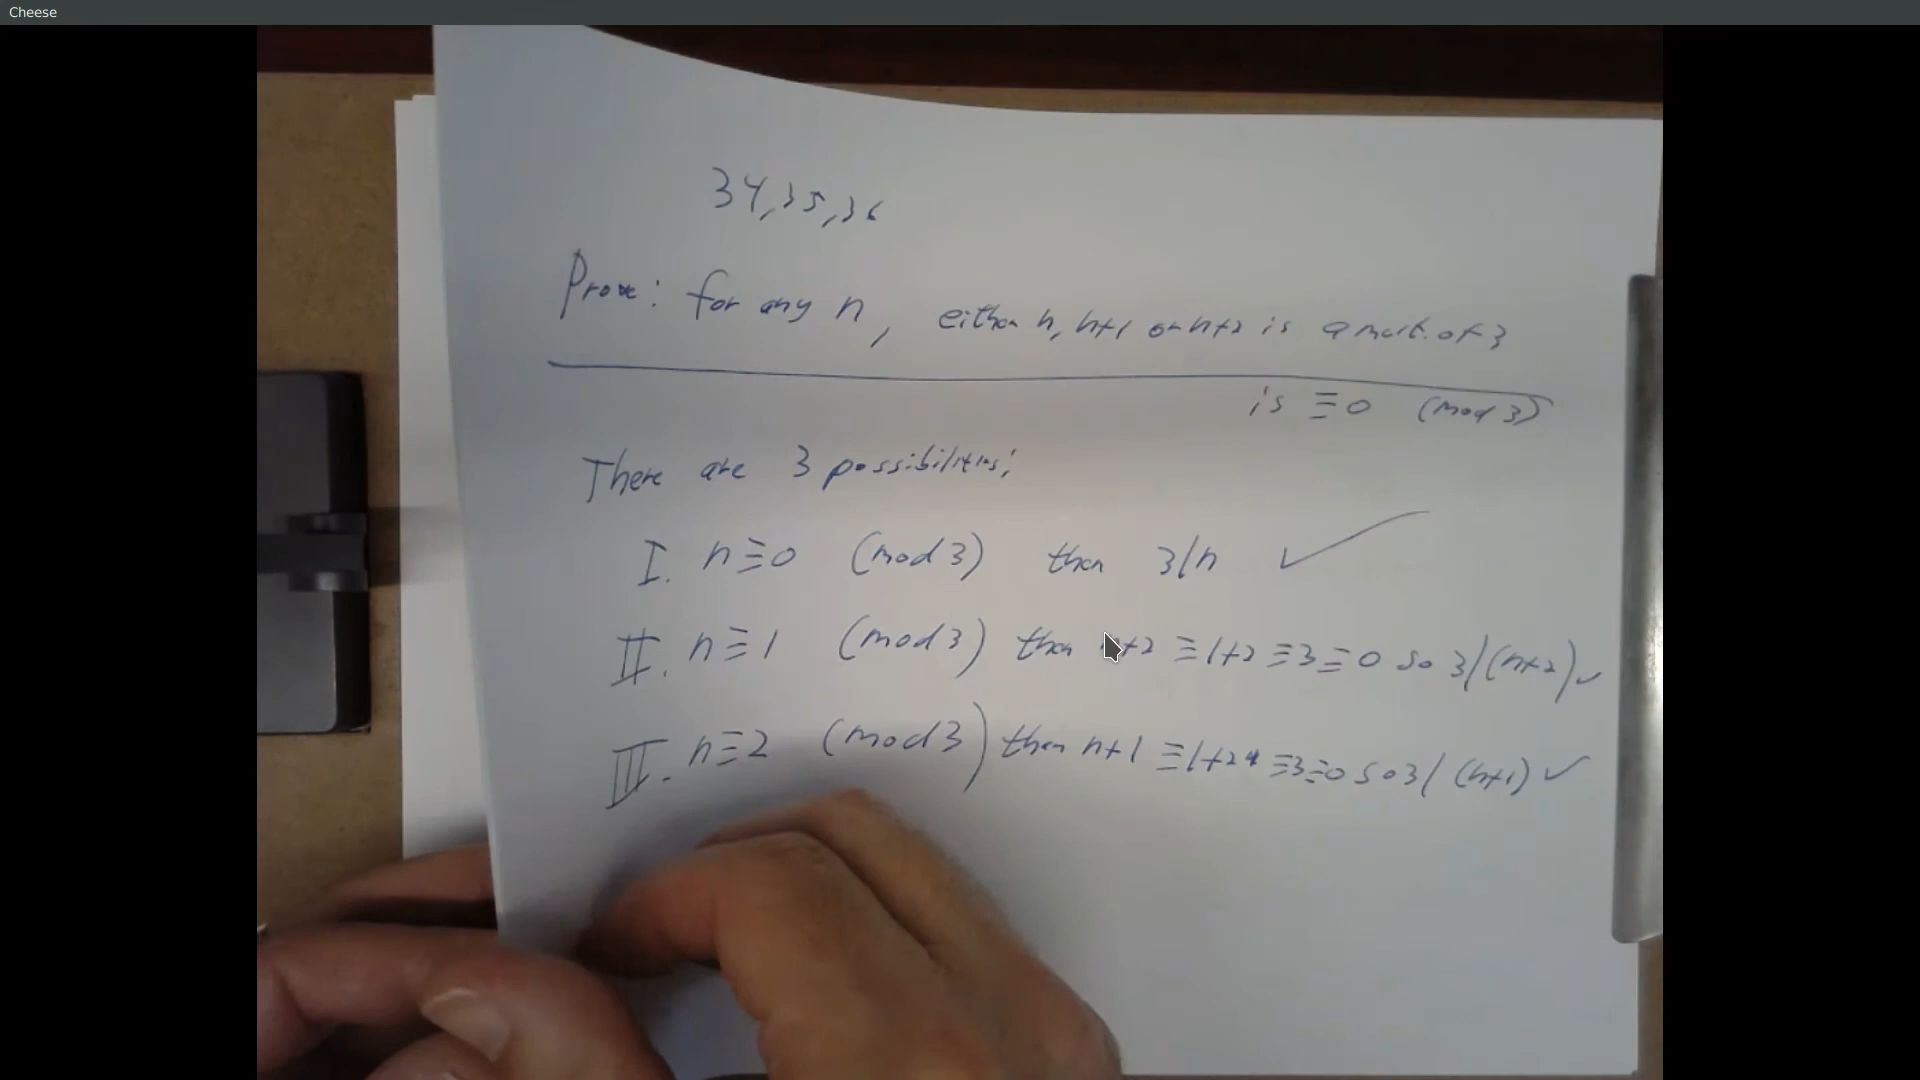 Cheese
34,35,36
Prove: for any n, either n, n+1 or n+2 is a mult. of 3
is ≡0 (mod 3)
There are 3 possibilities:
I. n≡0 (mod 3) then 3|n ✓
II. n≡1 (mod 3) then n+2 ≡1+2 ≡3≡0 so 3|(n+2) ✓
III. n≡2 (mod 3) then n+1 ≡1+2 ≡3≡0 so 3|(n+1) ✓